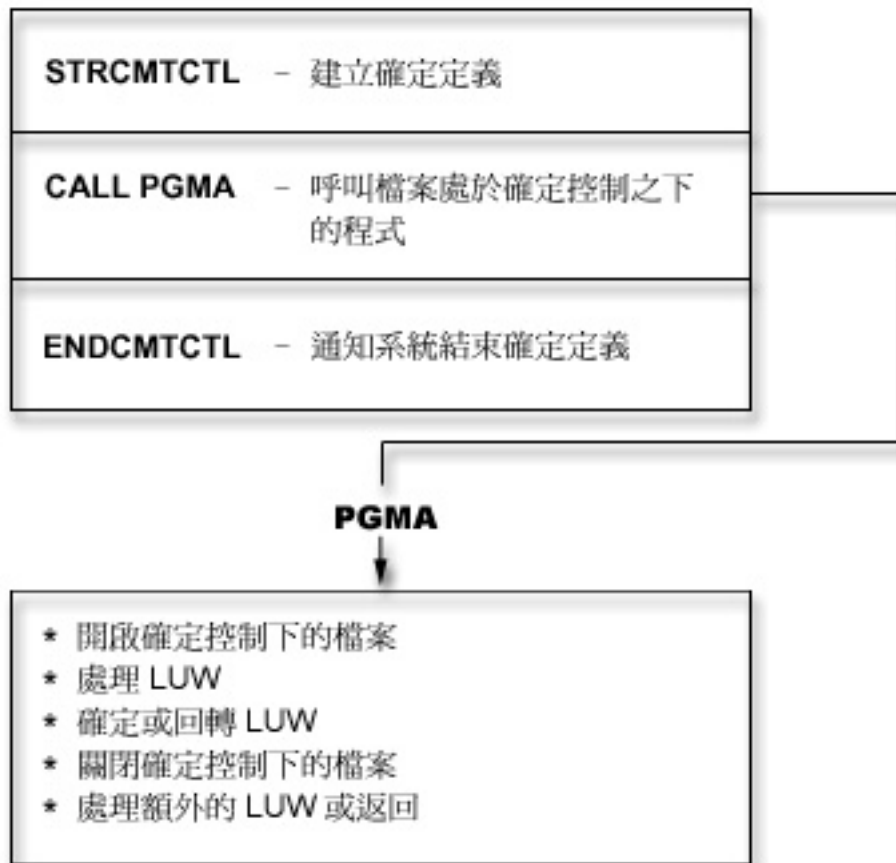 STRCMTCTL - 建立確定定義
CALL PGMA - 呼叫檔案處於確定控制之下
的程式
ENDCMTCTL - 通知系統結束確定定義
PGMA
* 開啟確定控制下的檔案
* 處理 LUW
* 確定或回轉 LUW
* 關閉確定控制下的檔案
* 處理額外的 LUW 或返回